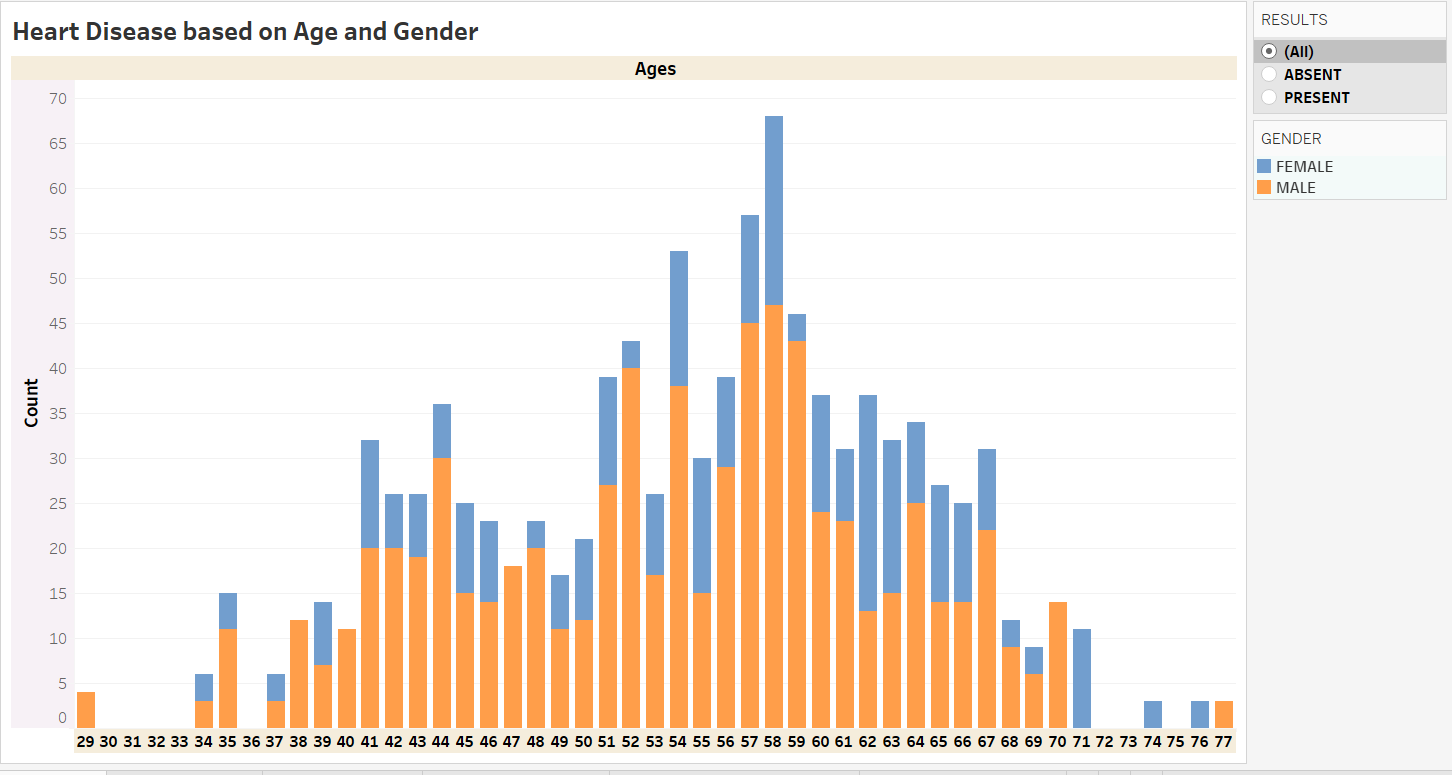 Heart Disease based on Age and Gender
Ages
70
65
60
55
50
45
40
35
30
25
20
15
10
5
0
Count
29 30 31 32 33 34 35 36 37 38 39 40 41 42 43 44 45 46 47 48 49 50 51 52 53 54 55 56 57 58 59 60 61 62 63 64 65 66 67 68 69 70 71 72 73 74 75 76 77
RESULTS
(All)
ABSENT
PRESENT
GENDER
FEMALE
MALE